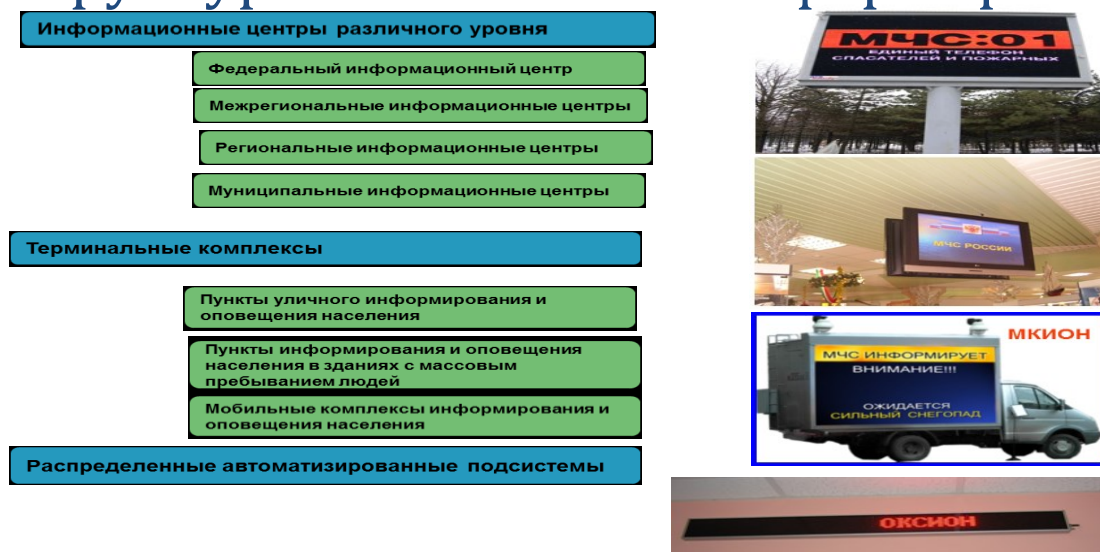 Информационные центры различного уровня
Федеральный информационный центр
Межрегиональные информационные центры
Региональные информационные центры
Муниципальные информационные центры
Терминальные комплексы
Пункты уличного информирования и
оповещения населения
Пункты информирования и оповещения
населения в зданиях с массовым
пребыванием людей
Мобильные комплексы информирования и
оповещения населения
Распределенные автоматизированные подсистемы
МЧС:01
ЕДИНЫЙ ТЕЛЕФОН
СПАСАТЕЛЕЙ И ПОЖАРНЫХ
МЧС РОССИИ
МКИОН
МЧС ИНФОРМИРУЕТ
ВНИМАНИЕ!!!
ОЖИДАЕТСЯ
СИЛЬНЫЙ СНЕГОПАД
ОКСИОН